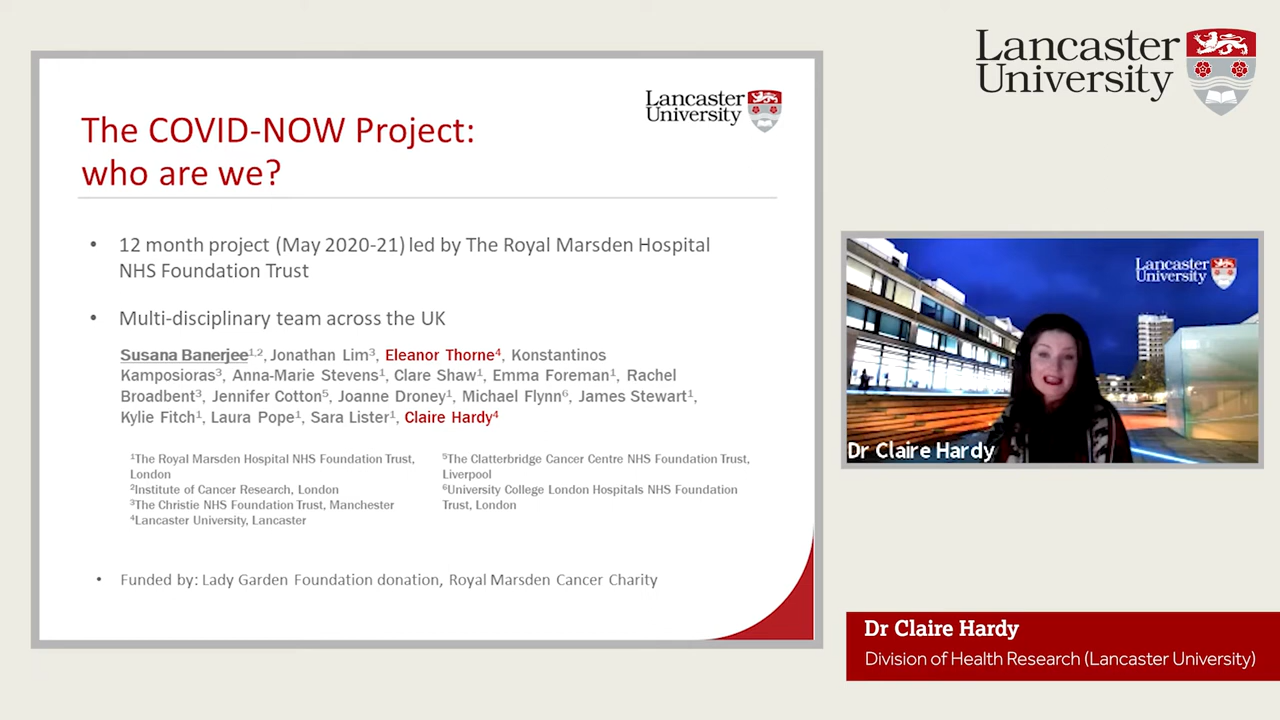 Lancaster
University
The COVID-NOW Project:
who are we?
• 12 month project (May 2020-21) led by The Royal Marsden Hospital
NHS Foundation Trust
• Multi-disciplinary team across the UK
Susana Banerjee¹˒², Jonathan Lim³, Eleanor Thorne⁴, Konstantinos
Kamposioras³, Anna-Marie Stevens¹, Clare Shaw¹, Emma Foreman¹, Rachel
Broadbent³, Jennifer Cotton⁵, Joanne Droney¹, Michael Flynn⁶, James Stewart¹,
Kylie Fitch¹, Laura Pope¹, Sara Lister¹, Claire Hardy⁴
¹The Royal Marsden Hospital NHS Foundation Trust,
London
²Institute of Cancer Research, London
³The Christie NHS Foundation Trust, Manchester
⁴Lancaster University, Lancaster
⁵The Clatterbridge Cancer Centre NHS Foundation Trust,
Liverpool
⁶University College London Hospitals NHS Foundation
Trust, London
• Funded by: Lady Garden Foundation donation, Royal Marsden Cancer Charity
Lancaster
University
Lancaster
University
Dr Claire Hardy
Dr Claire Hardy
Division of Health Research (Lancaster University)